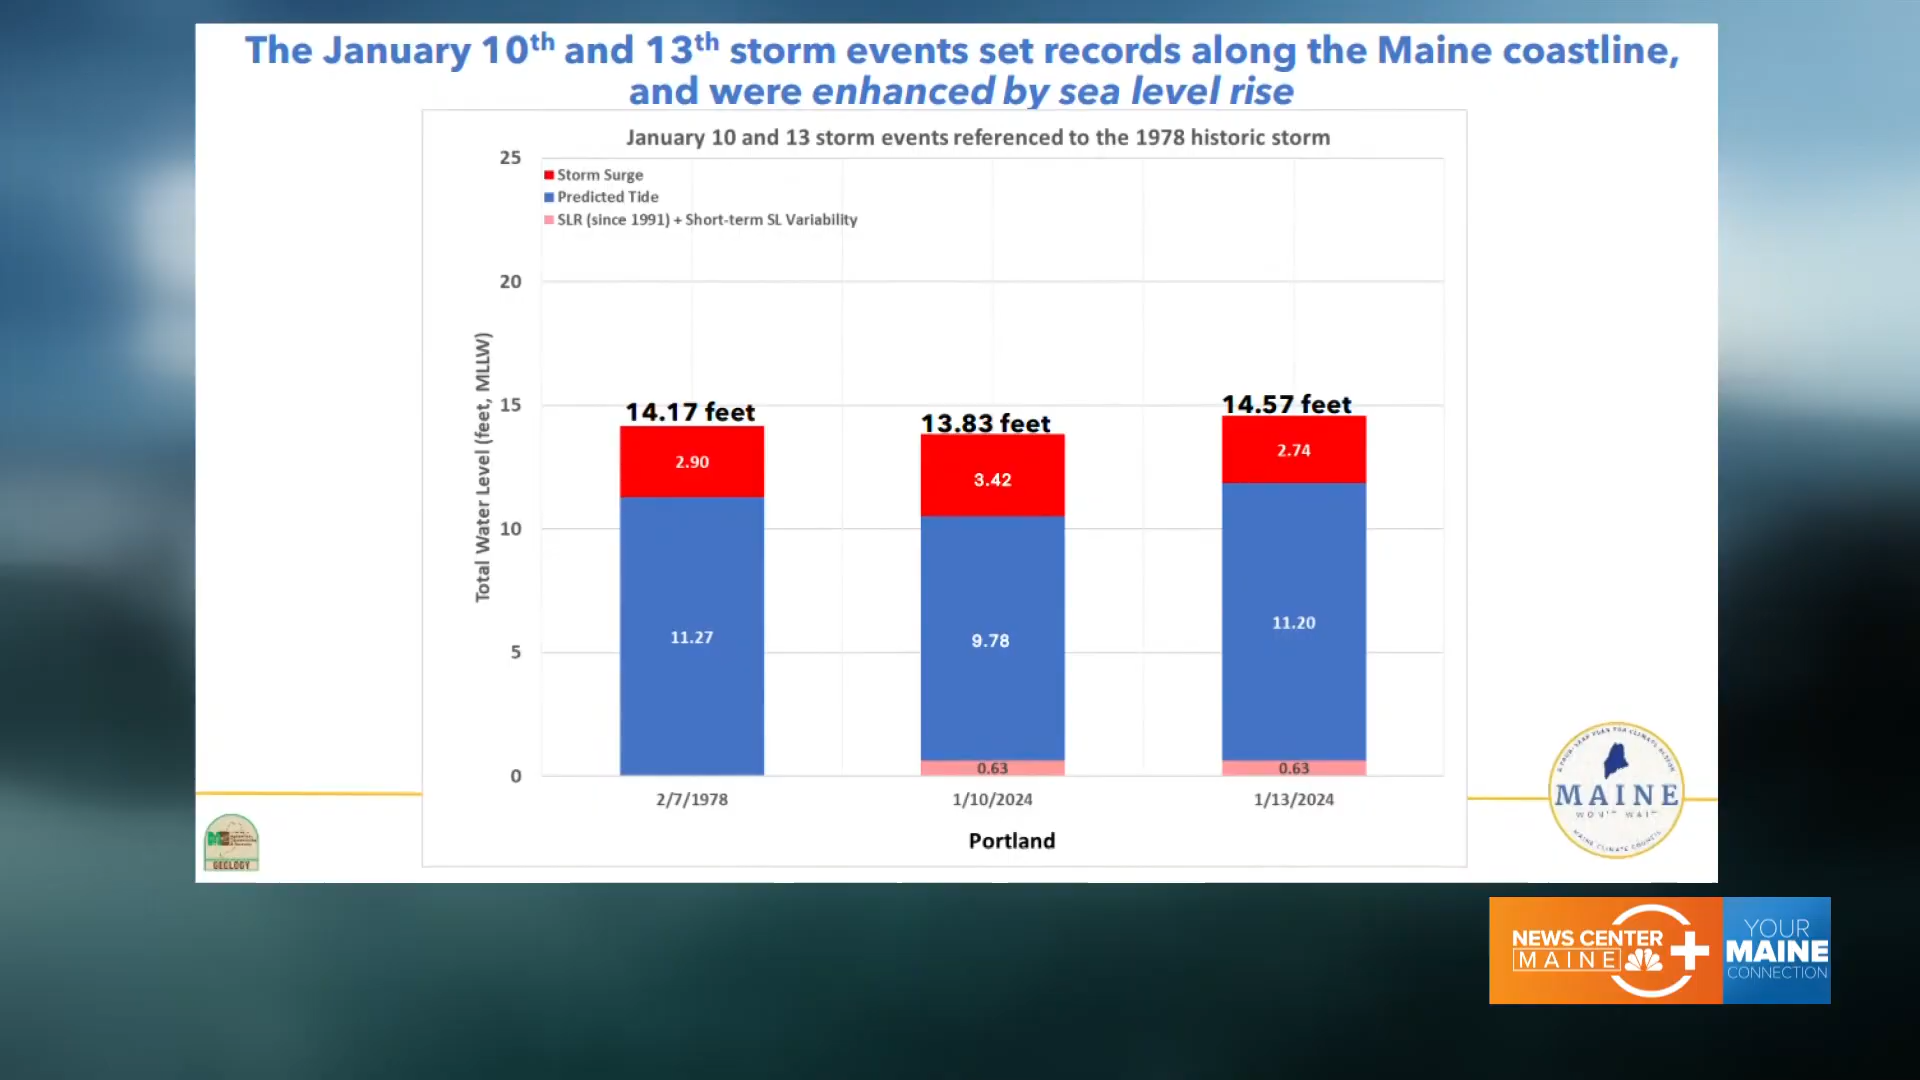 The January 10th and 13th storm events set records along the Maine coastline,
and were enhanced by sea level rise
January 10 and 13 storm events referenced to the 1978 historic storm
Storm Surge
Predicted Tide
SLR (since 1991) + Short-term SL Variability
Total Water Level (feet, MLLW)
25
20
15
10
5
0
14.17 feet
13.83 feet
14.57 feet
2.90
3.42
2.74
11.27
9.78
11.20
0.63
0.63
2/7/1978
1/10/2024
1/13/2024
Portland
GEOLOGY
MAINE
WON'T WAIT
MAINE CLIMATE COUNCIL
NEWS CENTER
MAINE
YOUR
MAINE
CONNECTION